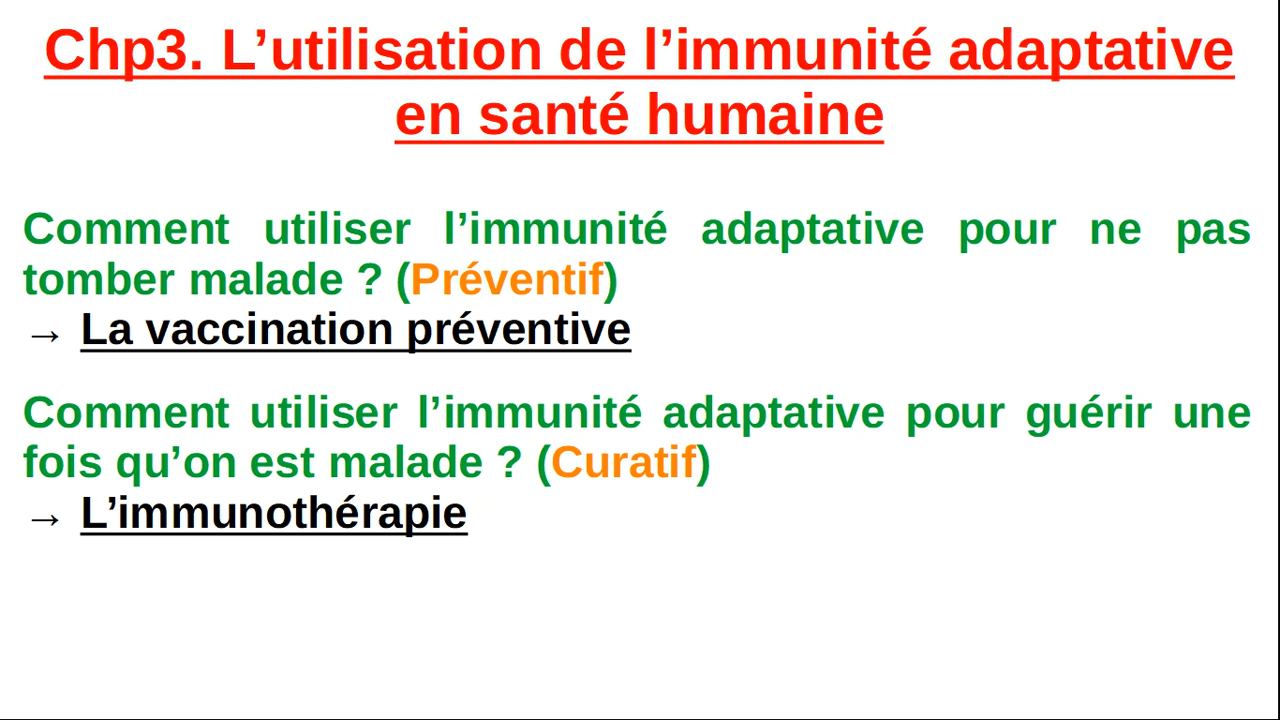 Chp3. L’utilisation de l’immunité adaptative
en santé humaine
Comment utiliser l’immunité adaptative pour ne pas
tomber malade ? (Préventif)
→ La vaccination préventive
Comment utiliser l’immunité adaptative pour guérir une
fois qu’on est malade ? (Curatif)
→ L’immunothérapie